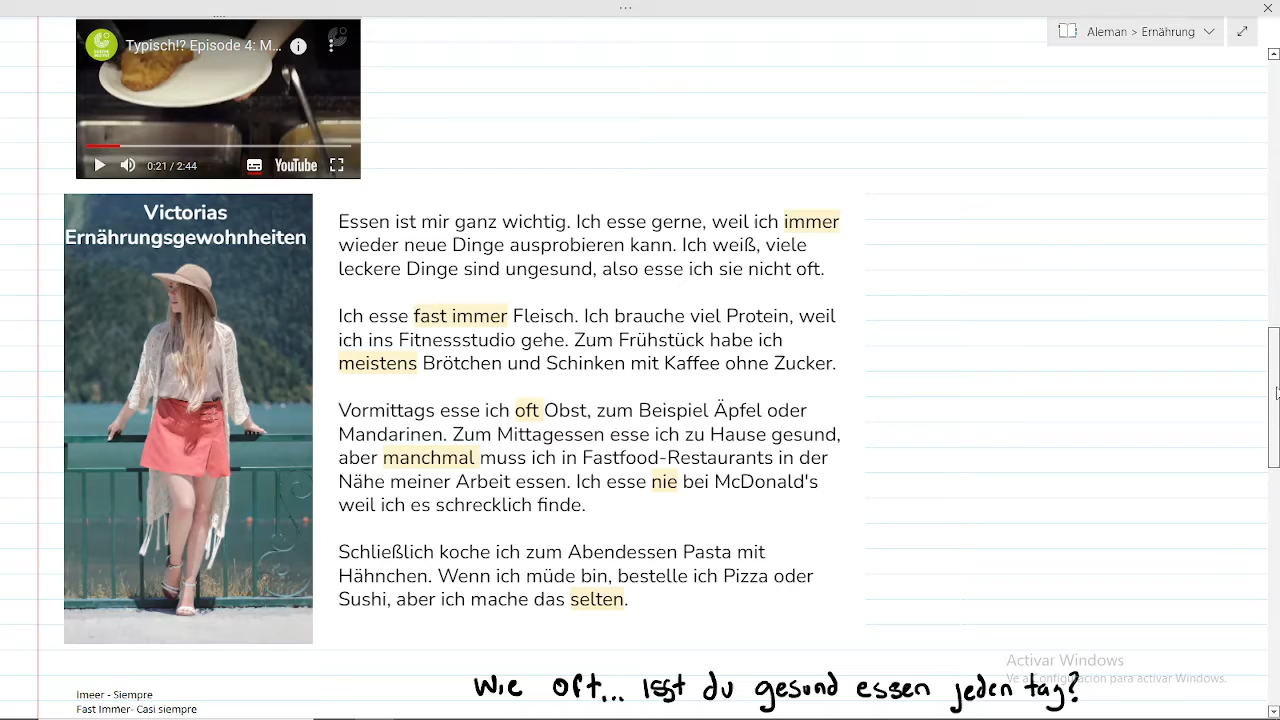 Typisch!? Episode 4: M...
Aleman > Ernährung
0:21 / 2:44
YouTube
Victorias
Ernährungsgewohnheiten
Essen ist mir ganz wichtig. Ich esse gerne, weil ich immer
wieder neue Dinge ausprobieren kann. Ich weiß, viele
leckere Dinge sind ungesund, also esse ich sie nicht oft.
Ich esse fast immer Fleisch. Ich brauche viel Protein, weil
ich ins Fitnessstudio gehe. Zum Frühstück habe ich
meistens Brötchen und Schinken mit Kaffee ohne Zucker.
Vormittags esse ich oft Obst, zum Beispiel Äpfel oder
Mandarinen. Zum Mittagessen esse ich zu Hause gesund,
aber manchmal muss ich in Fastfood-Restaurants in der
Nähe meiner Arbeit essen. Ich esse nie bei McDonald's
weil ich es schrecklich finde.
Schließlich koche ich zum Abendessen Pasta mit
Hähnchen. Wenn ich müde bin, bestelle ich Pizza oder
Sushi, aber ich mache das selten.
Activar Windows
Ve a Configuración para activar Windows.
Wie oft... isst du gesund essen jeden tag?
Imeer - Siempre
Fast Immer- Casi siempre